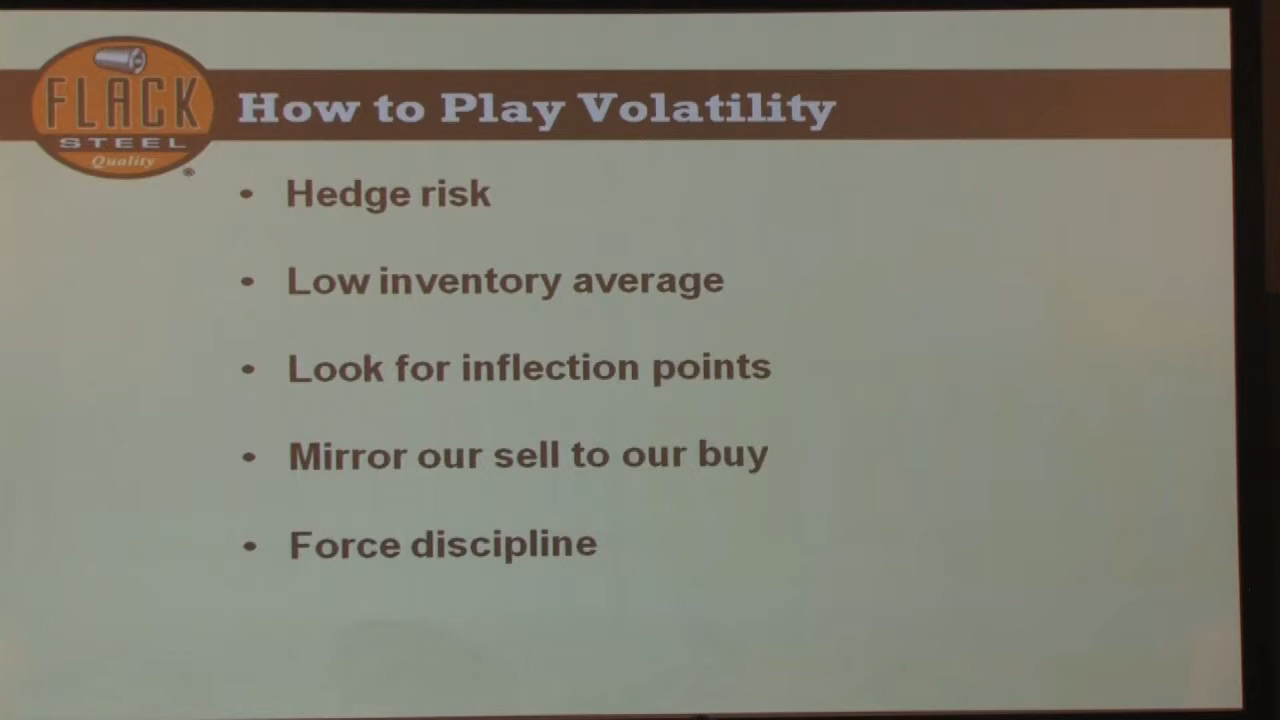 FLACK
STEEL
Quality
®
How to Play Volatility
• Hedge risk
• Low inventory average
• Look for inflection points
• Mirror our sell to our buy
• Force discipline